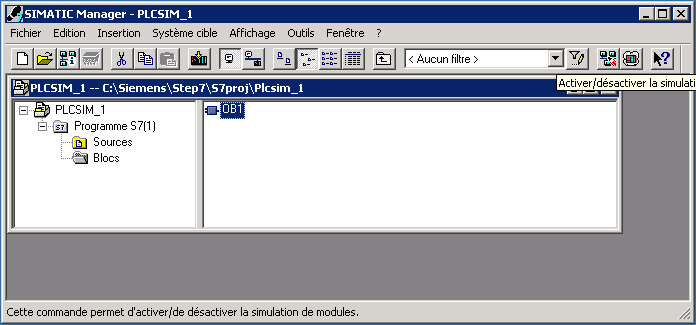 SIMATIC Manager - PLCSIM_1
Fichier Edition Insertion Système cible Affichage Outils Fenêtre ?
< Aucun filtre >
Activer/désactiver la simulati
PLCSIM_1 -- C:\Siemens\Step7\S7proj\Plcsim_1
PLCSIM_1
DB1
S7 Programme S7(1)
Sources
Blocs
Cette commande permet d'activer/de désactiver la simulation de modules.